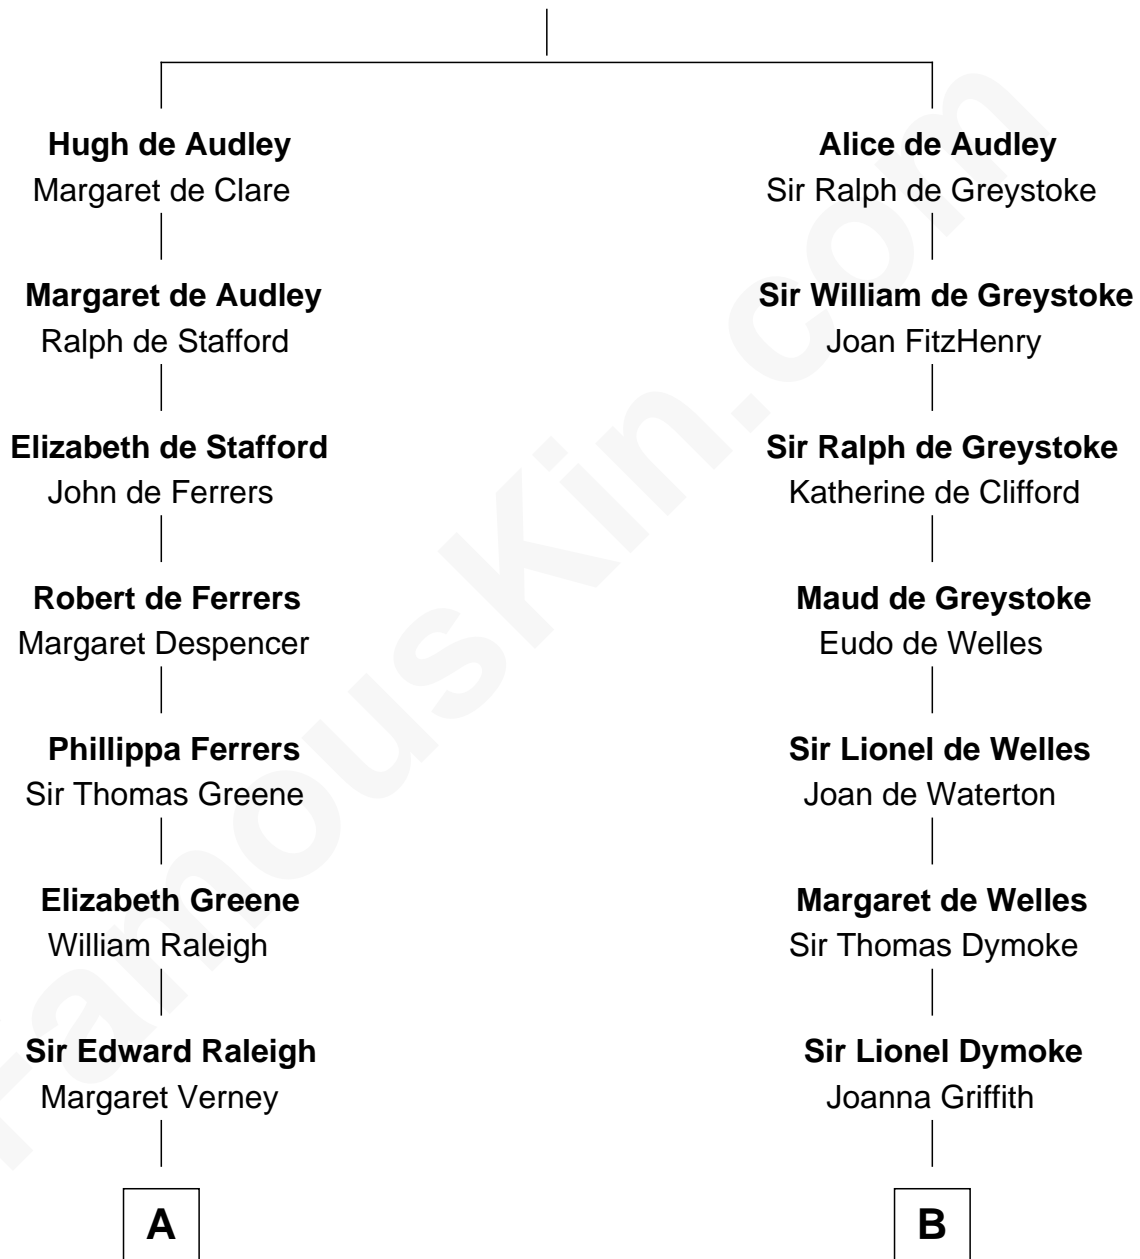 Hugh de Audley
Margaret de Clare
Margaret de Audley
Ralph de Stafford
Elizabeth de Stafford
John de Ferrers
Robert de Ferrers
Margaret Despencer
Phillippa Ferrers
Sir Thomas Greene
Elizabeth Greene
William Raleigh
Sir Edward Raleigh
Margaret Verney
A
Alice de Audley
Sir Ralph de Greystoke
Sir William de Greystoke
Joan FitzHenry
Sir Ralph de Greystoke
Katherine de Clifford
Maud de Greystoke
Eudo de Welles
Sir Lionel de Welles
Joan de Waterton
Margaret de Welles
Sir Thomas Dymoke
Sir Lionel Dymoke
Joanna Griffith
B
FamousKin.com